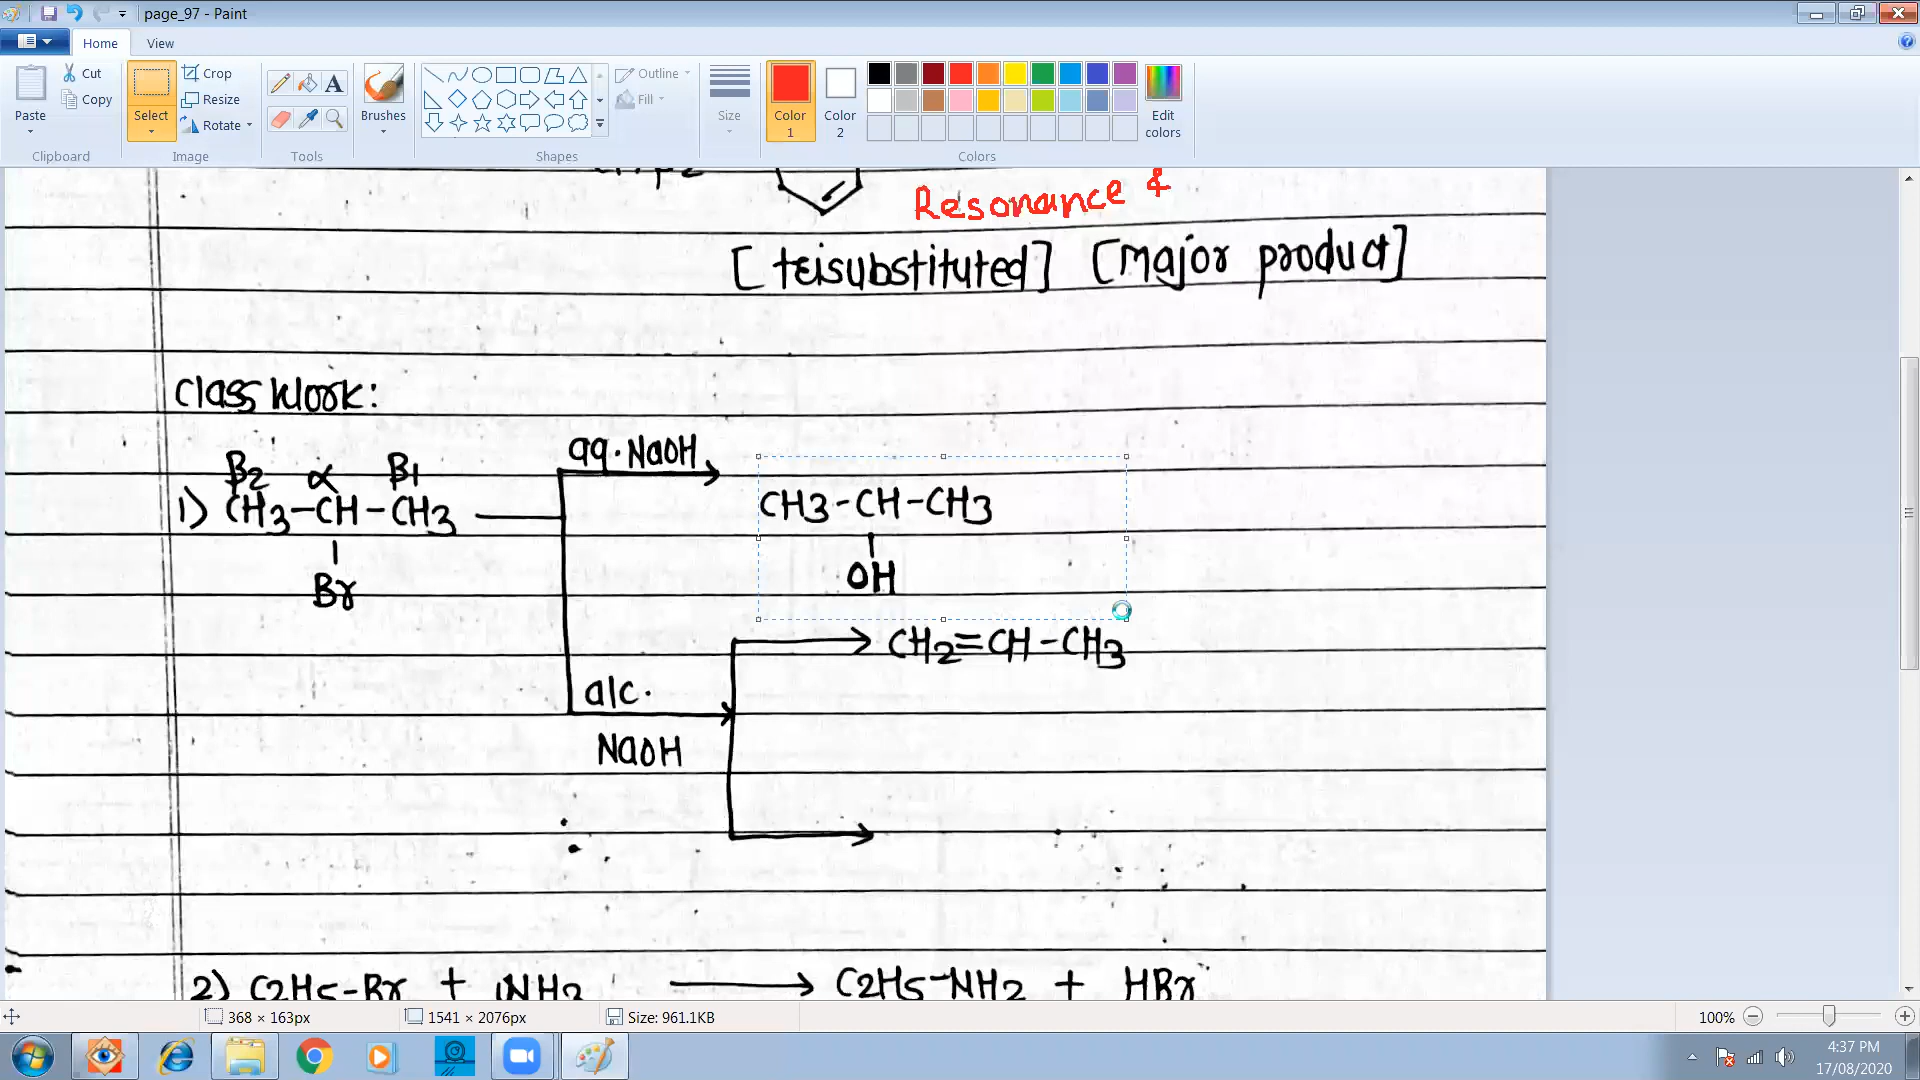 page_97 - Paint
Home View
Paste Cut Copy Clipboard
Select Crop Resize Rotate Image
Tools
Brushes
Shapes
Outline Fill
Size
Color 1 Color 2 Edit colors Colors
Resonance &
[trisubstituted] [Major product]
Class Work:
aq. NaOH
β2 α β1
1) CH3-CH-CH3
CH3-CH-CH3
Br
OH
CH2=CH-CH3
alc.
NaOH
2) C2H5-Br + NH3 → C2H5-NH2 + HBr
368 × 163px 1541 × 2076px Size: 961.1KB 100%
4:37 PM
17/08/2020